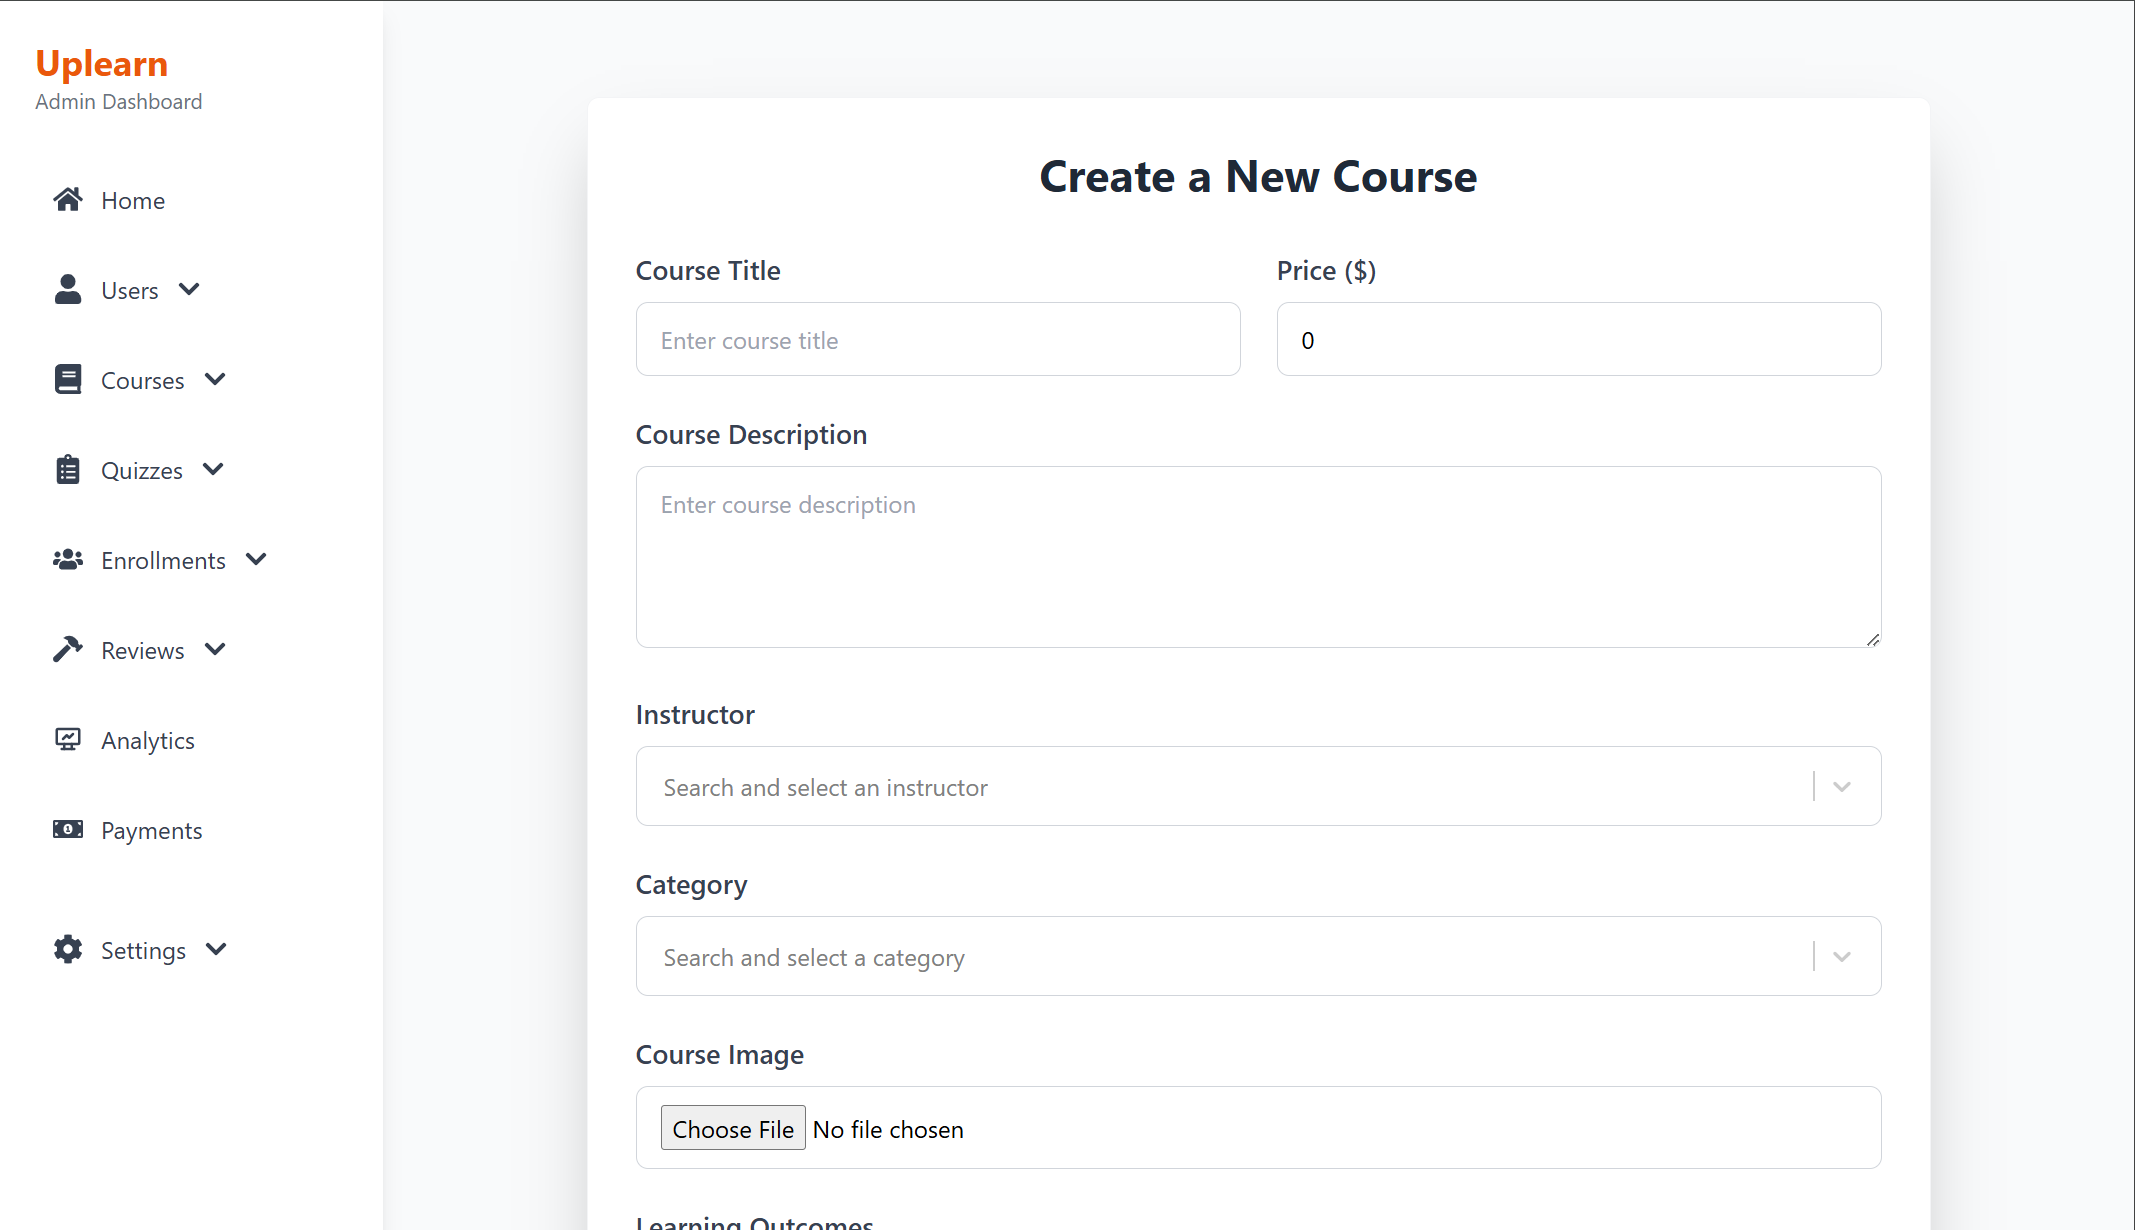 Uplearn
Admin Dashboard
Home
Users
Courses
Quizzes
Enrollments
Reviews
Analytics
Payments
Settings
Create a New Course
Course Title
Price ($)
Enter course title
0
Course Description
Enter course description
Instructor
Search and select an instructor
Category
Search and select a category
Course Image
Choose File No file chosen
Learning Outcomes